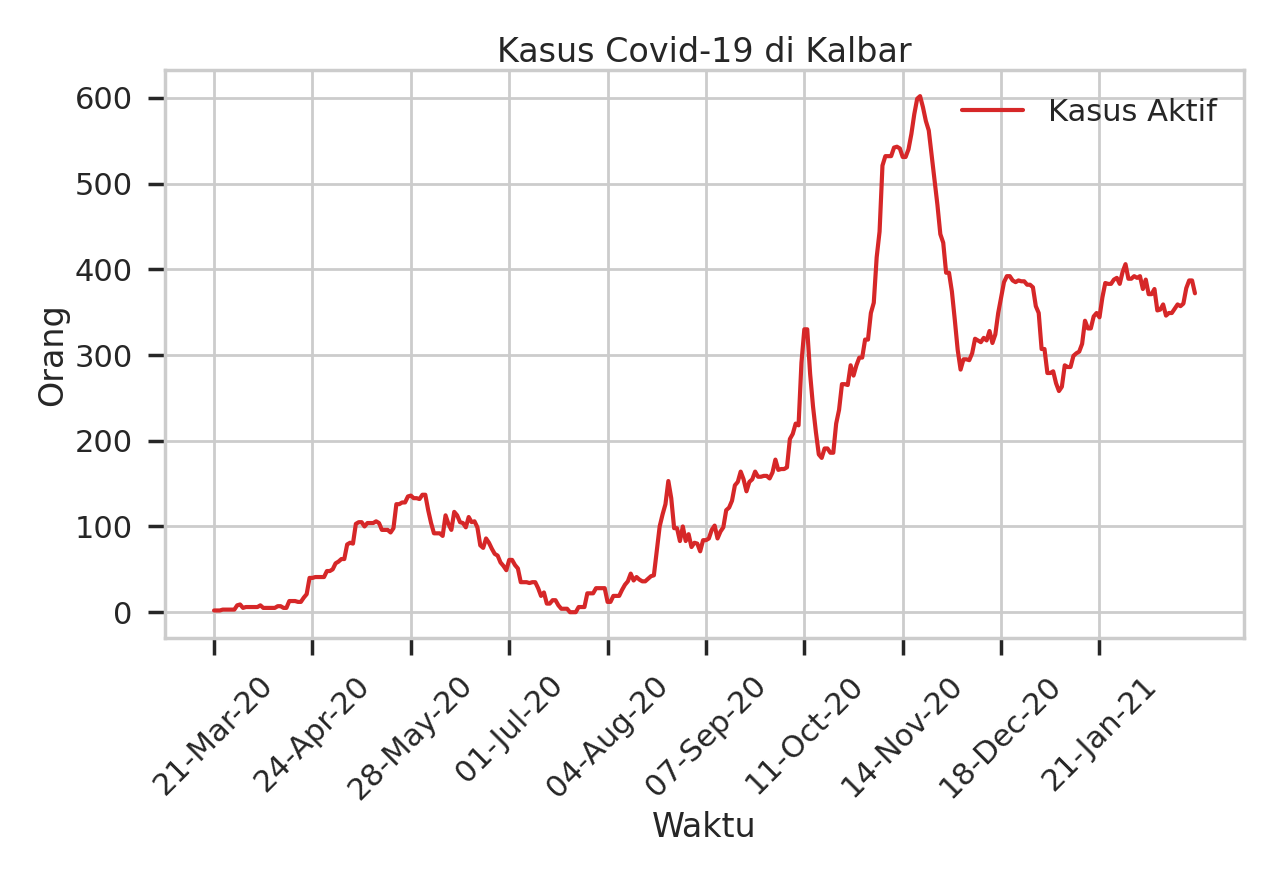 Kasus Covid-19 di Kalbar
Kasus Aktif
600
500
400
300
200
100
0
Orang
21-Mar-20
24-Apr-20
28-May-20
01-Jul-20
04-Aug-20
07-Sep-20
11-Oct-20
14-Nov-20
18-Dec-20
21-Jan-21
Waktu